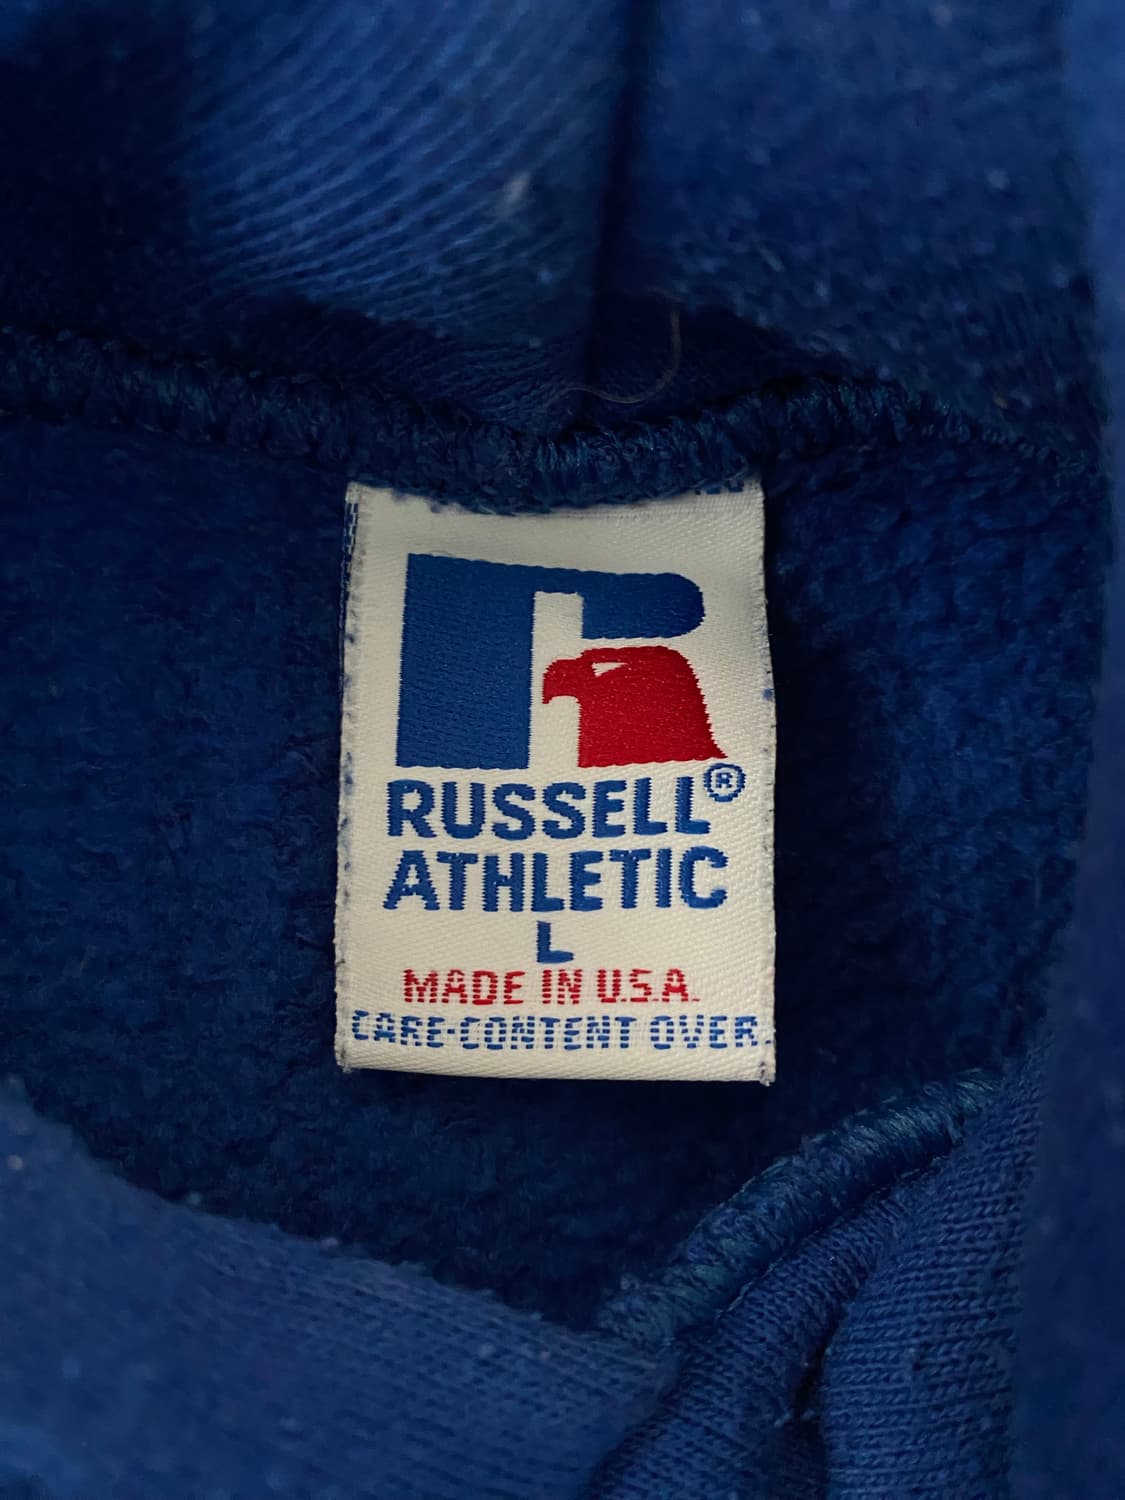 RUSSELL®
ATHLETIC
L
MADE IN U.S.A.
CARE-CONTENT OVER.